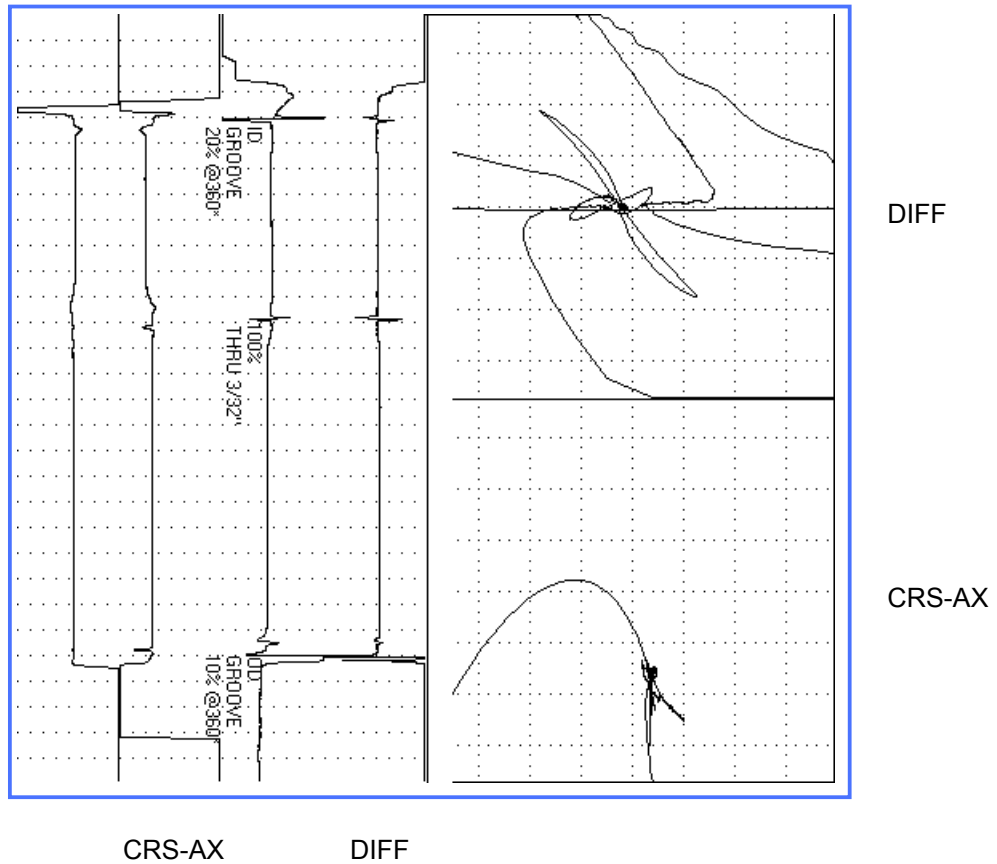 ID
GROOVE
20% @360°
100%
THRU 3/32"
OD
GROOVE
10% @360
DIFF
CRS-AX
CRS-AX
DIFF